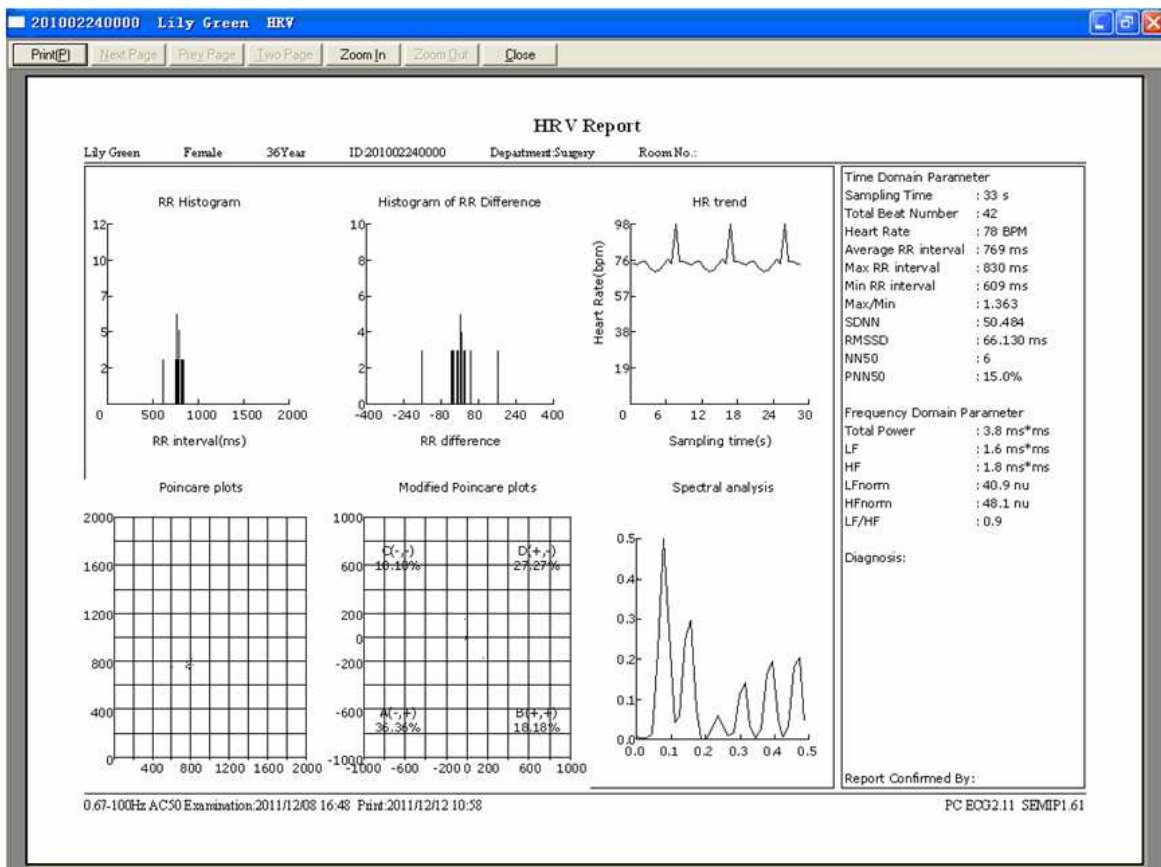 201002240000 Lily Green HRV
Print(P) Next Page Prev Page Two Page Zoom In Zoom Out Close
HRV Report
Lily Green Female 36Year ID:201002240000 Department:Surgery Room No.:
RR Histogram
12
10
7
5
2
0 500 1000 1500 2000
RR interval(ms)
Histogram of RR Difference
10
8
6
4
2
0
-400 -240 -80 80 240 400
RR difference
HR trend
Heart Rate(bpm)
98
76
57
38
19
0 6 12 18 24 30
Sampling time(s)
Poincare plots
2000
1600
1200
800
400
0
400 800 1200 1600 2000
Modified Poincare plots
1000
600
200
0
-200
-600
-1000
C(-,-)
D(+,-)
27.27%
A(-,+)
36.36%
B(+,+)
18.18%
-1000 -600 -200 0 200 600 1000
Spectral analysis
0.5
0.4
0.3
0.2
0.1
0.0
0.0 0.1 0.2 0.3 0.4 0.5
Time Domain Parameter
Sampling Time : 33 s
Total Beat Number : 42
Heart Rate : 78 BPM
Average RR interval : 769 ms
Max RR interval : 830 ms
Min RR interval : 609 ms
Max/Min : 1.363
SDNN : 50.484
RMSSD : 66.130 ms
NN50 : 6
PNN50 : 15.0%
Frequency Domain Parameter
Total Power : 3.8 ms*ms
LF : 1.6 ms*ms
HF : 1.8 ms*ms
LFnorm : 40.9 nu
HFnorm : 48.1 nu
LF/HF : 0.9
Diagnosis:
Report Confirmed By:
0.67-100Hz AC50 Examination:2011/12/08 16:48 Print:2011/12/12 10:58
PC ECG2.11 SEMIP1.61